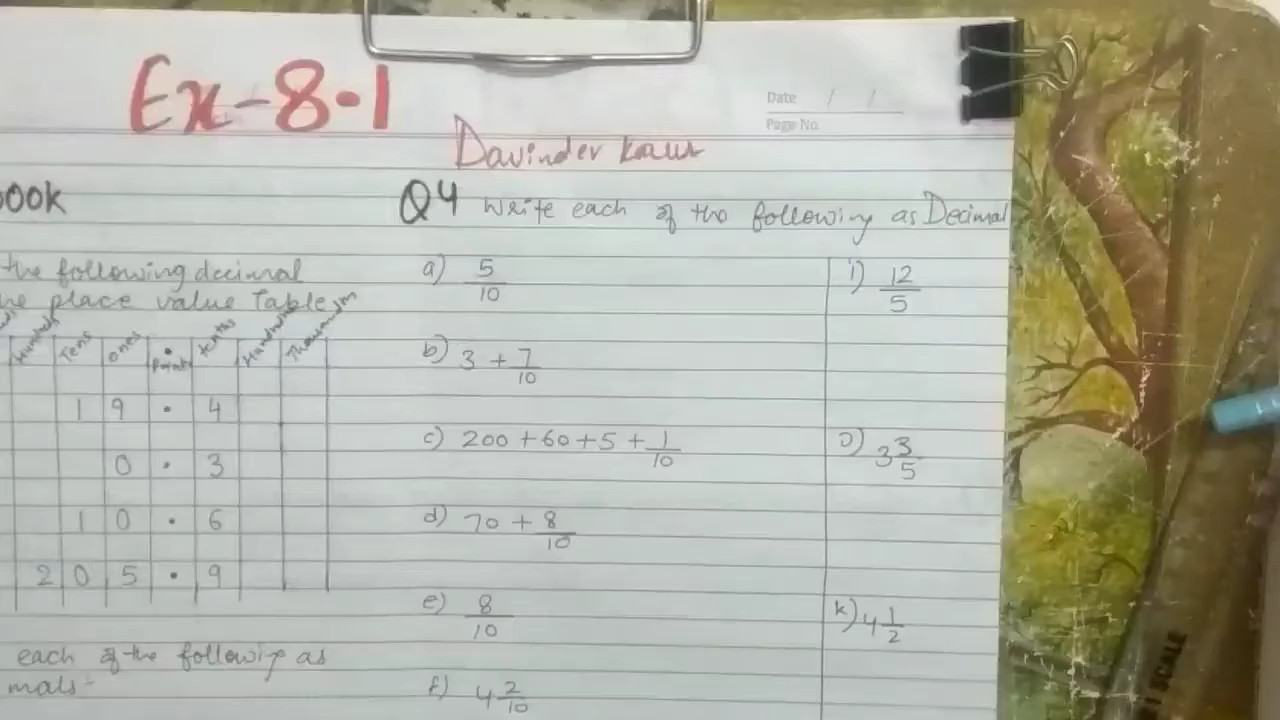 Ex-8.1
Date / /
Page No.
Davinder kaur
ook
the following decimal
he place value Table
Tens ones . Point tenths
1 9 . 4
0 . 3
1 0 . 6
2 0 5 . 9
each of the following as
mals-
Q4 write each of the following as Decimal
a) 5/10
b) 3 + 7/10
c) 200 + 60 + 5 + 1/10
d) 70 + 8/10
e) 8/10
f) 4 2/10
i) 12/5
3 3/5
k) 4 1/2
SCALE